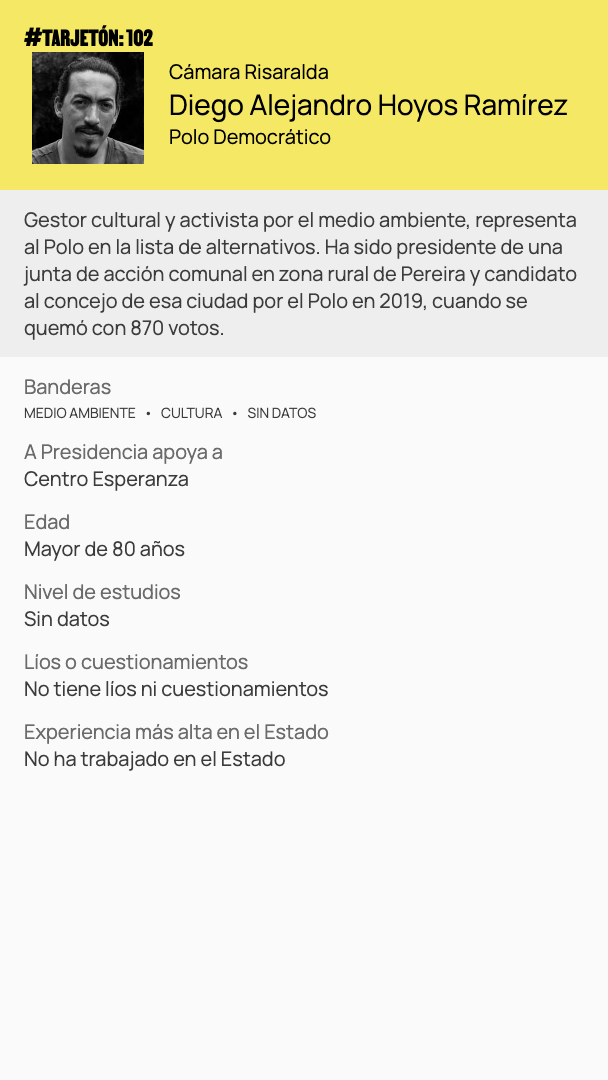 #TARJETÓN: 102
Cámara Risaralda
Diego Alejandro Hoyos Ramírez
Polo Democrático
Gestor cultural y activista por el medio ambiente, representa
al Polo en la lista de alternativos. Ha sido presidente de una
junta de acción comunal en zona rural de Pereira y candidato
al concejo de esa ciudad por el Polo en 2019, cuando se
quemó con 870 votos.
Banderas
MEDIO AMBIENTE • CULTURA • SIN DATOS
A Presidencia apoya a
Centro Esperanza
Edad
Mayor de 80 años
Nivel de estudios
Sin datos
Líos o cuestionamientos
No tiene líos ni cuestionamientos
Experiencia más alta en el Estado
No ha trabajado en el Estado